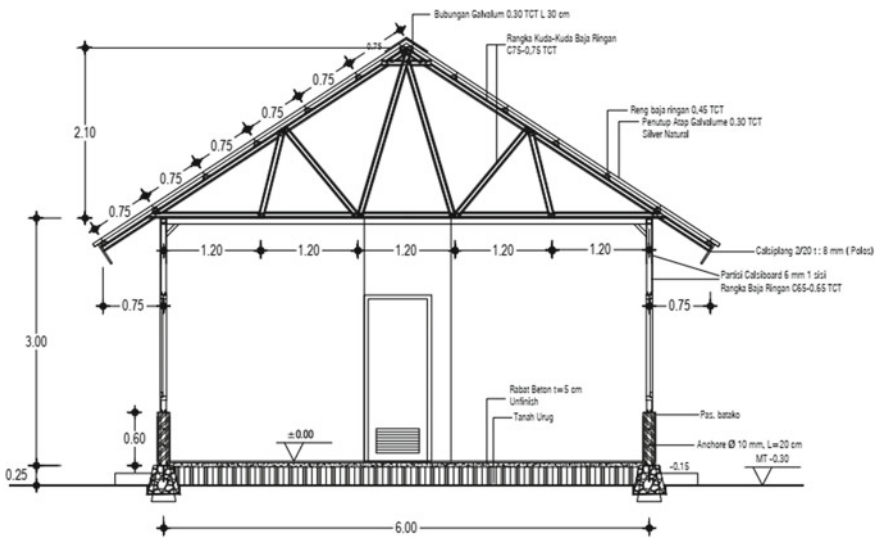 Bubungan Galvalum 0.30 TCT L 30 cm
Rangka Kuda-Kuda Baja Ringan
C75-0,75 TCT
0.75
0.75
0.75
0.75
0.75
0.75
0.75
2.10
Reng baja ringan 0,45 TCT
Penutup Atap Galvalume 0.30 TCT
Silver Natural
1.20
1.20
1.20
1.20
1.20
Calsiplang 2/20 t : 8 mm ( Polos)
Partisi Calsiboard 6 mm 1 sisi
Rangka Baja Ringan C65-0.65 TCT
0.75
0.75
3.00
Rabat Beton t=5 cm
Unfinish
Tanah Urug
Pas. batako
0.60
±0.00
Anchore Ø 10 mm, L=20 cm
MT -0.30
-0.15
0.25
6.00